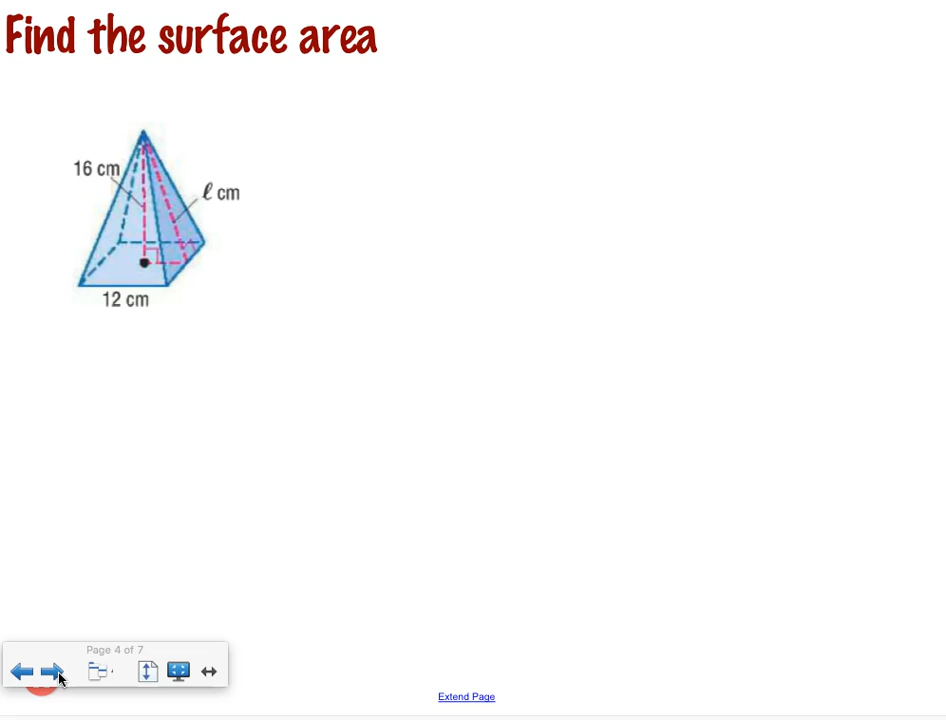 Find the surface area
16 cm
ℓ cm
12 cm
Page 4 of 7
Extend Page